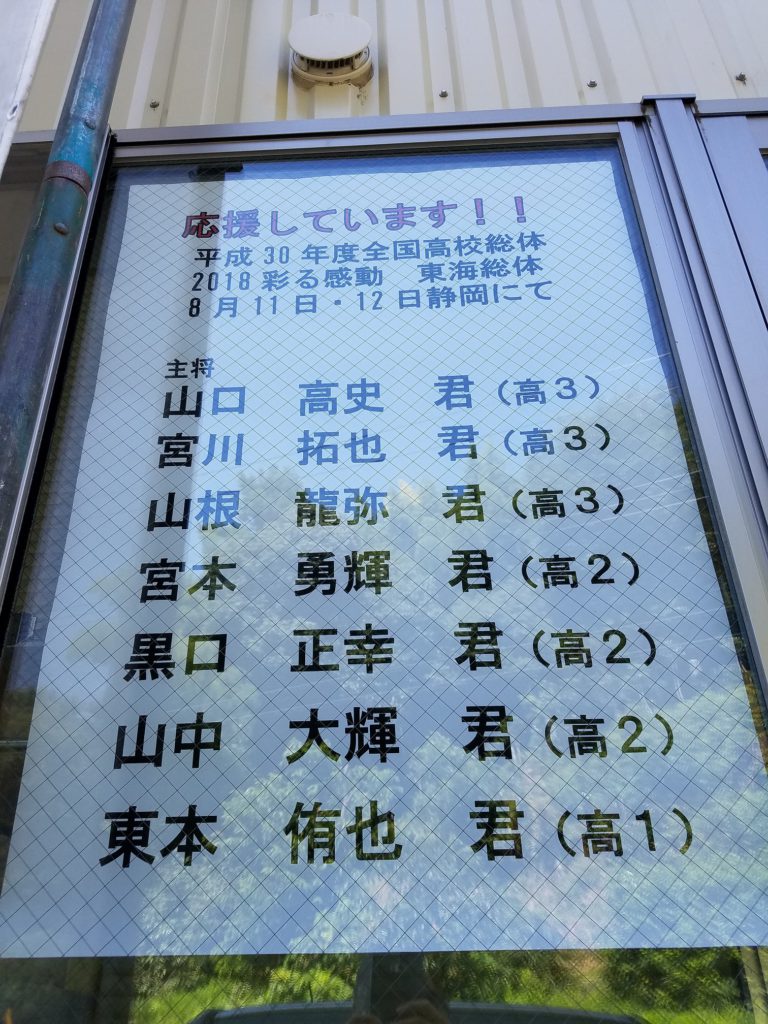 応援しています！！
平成30年度全国高校総体
2018彩る感動　東海総体
8月11日・12日静岡にて
主将
山口　高史　君（高３）
宮川　拓也　君（高３）
山根　龍弥　君（高３）
宮本　勇輝　君（高２）
黒口　正幸　君（高２）
山中　大輝　君（高２）
東本　侑也　君（高１）